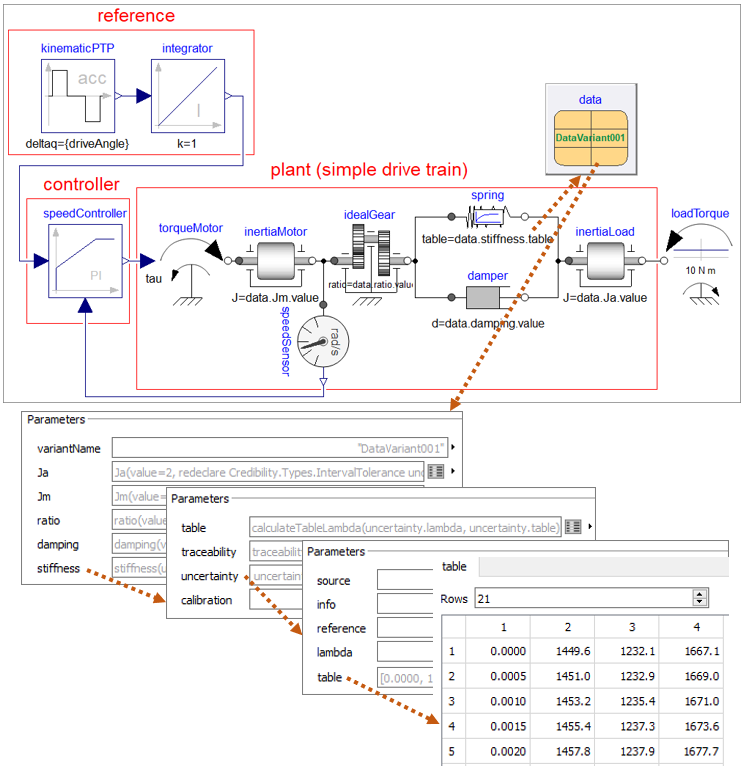 reference
kinematicPTP
integrator
acc
I
deltaq={driveAngle}
k=1
data
DataVariant001
controller
plant (simple drive train)
speedController
PI
torqueMotor
tau
inertiaMotor
J=data.Jm.value
idealGear
ratio=data.ratio.value
spring
table=data.stiffness.table
damper
d=data.damping.value
inertiaLoad
J=data.Ja.value
loadTorque
10 N m
speedSensor
rad/s
Parameters
variantName "DataVariant001"
Ja Ja(value=2, redeclare Credibility.Types.IntervalTolerance unc
Jm Jm(value=
ratio ratio(value
damping damping(v
stiffness stiffness(u
Parameters
table calculateTableLambda(uncertainty.lambda, uncertainty.table)
traceability traceability
uncertainty uncertain
calibration
Parameters
source
info
reference
lambda
table [0.0000, 1
table
Rows 21
1 2 3 4
1 0.0000 1449.6 1232.1 1667.1
2 0.0005 1451.0 1232.9 1669.0
3 0.0010 1453.2 1235.4 1671.0
4 0.0015 1455.4 1237.3 1673.6
5 0.0020 1457.8 1237.9 1677.7